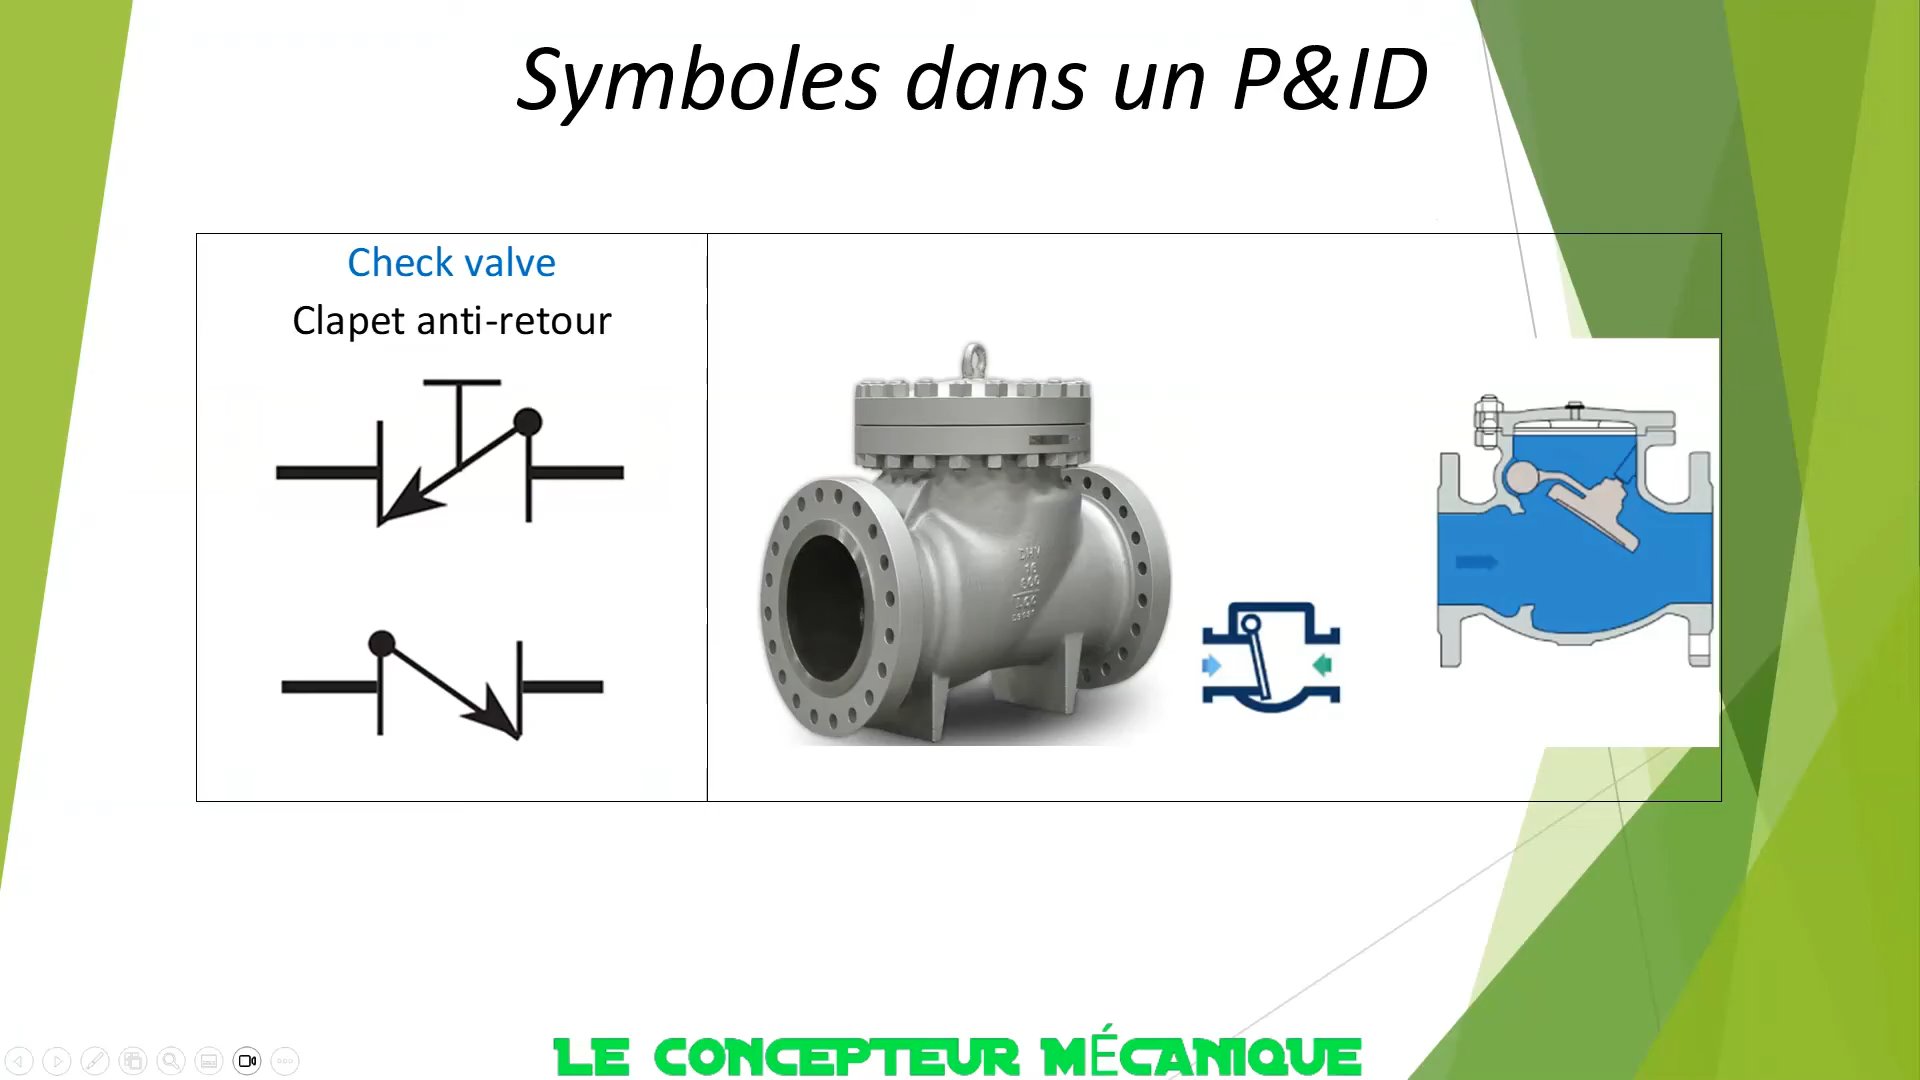 Symboles dans un P&ID
Check valve
Clapet anti-retour
LE CONCEPTEUR MÉCANIQUE